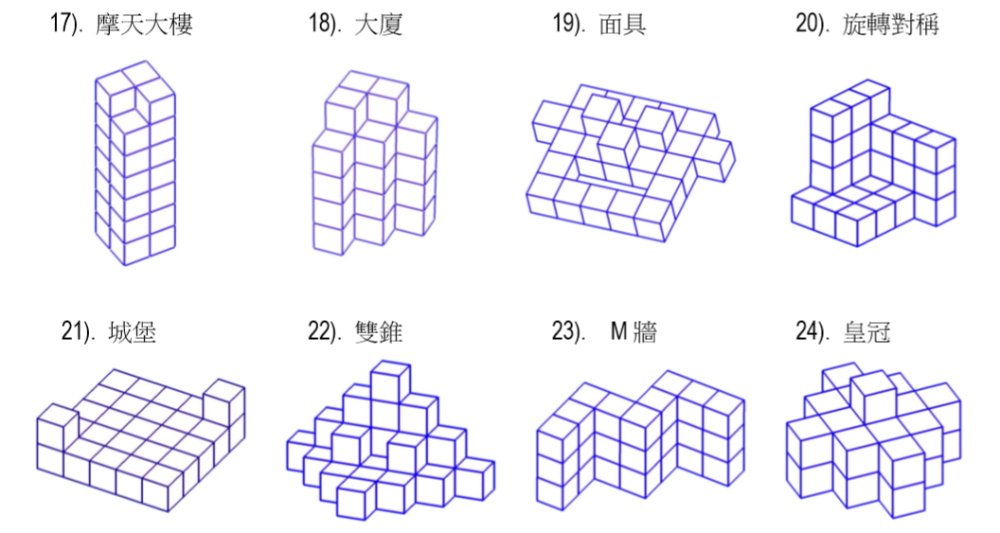 17). 摩天大樓
18). 大廈
19). 面具
20). 旋轉對稱
21). 城堡
22). 雙錐
23). M牆
24). 皇冠